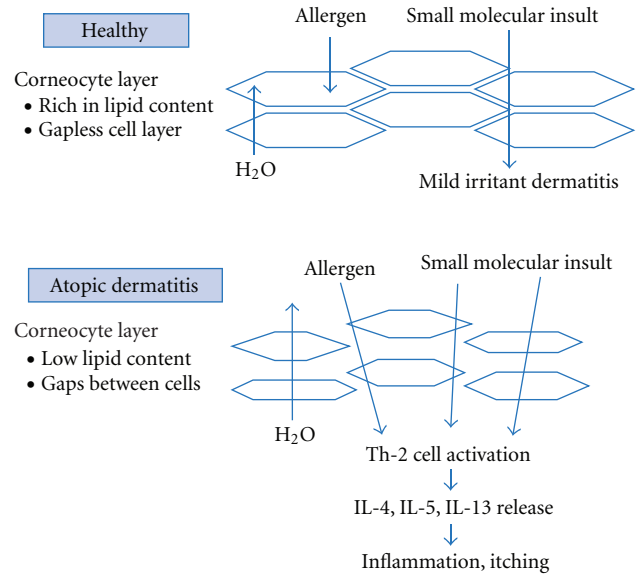 Healthy
Allergen
Small molecular insult
Corneocyte layer
• Rich in lipid content
• Gapless cell layer
H₂O
Mild irritant dermatitis
Atopic dermatitis
Allergen
Small molecular insult
Corneocyte layer
• Low lipid content
• Gaps between cells
H₂O
Th-2 cell activation
IL-4, IL-5, IL-13 release
Inflammation, itching